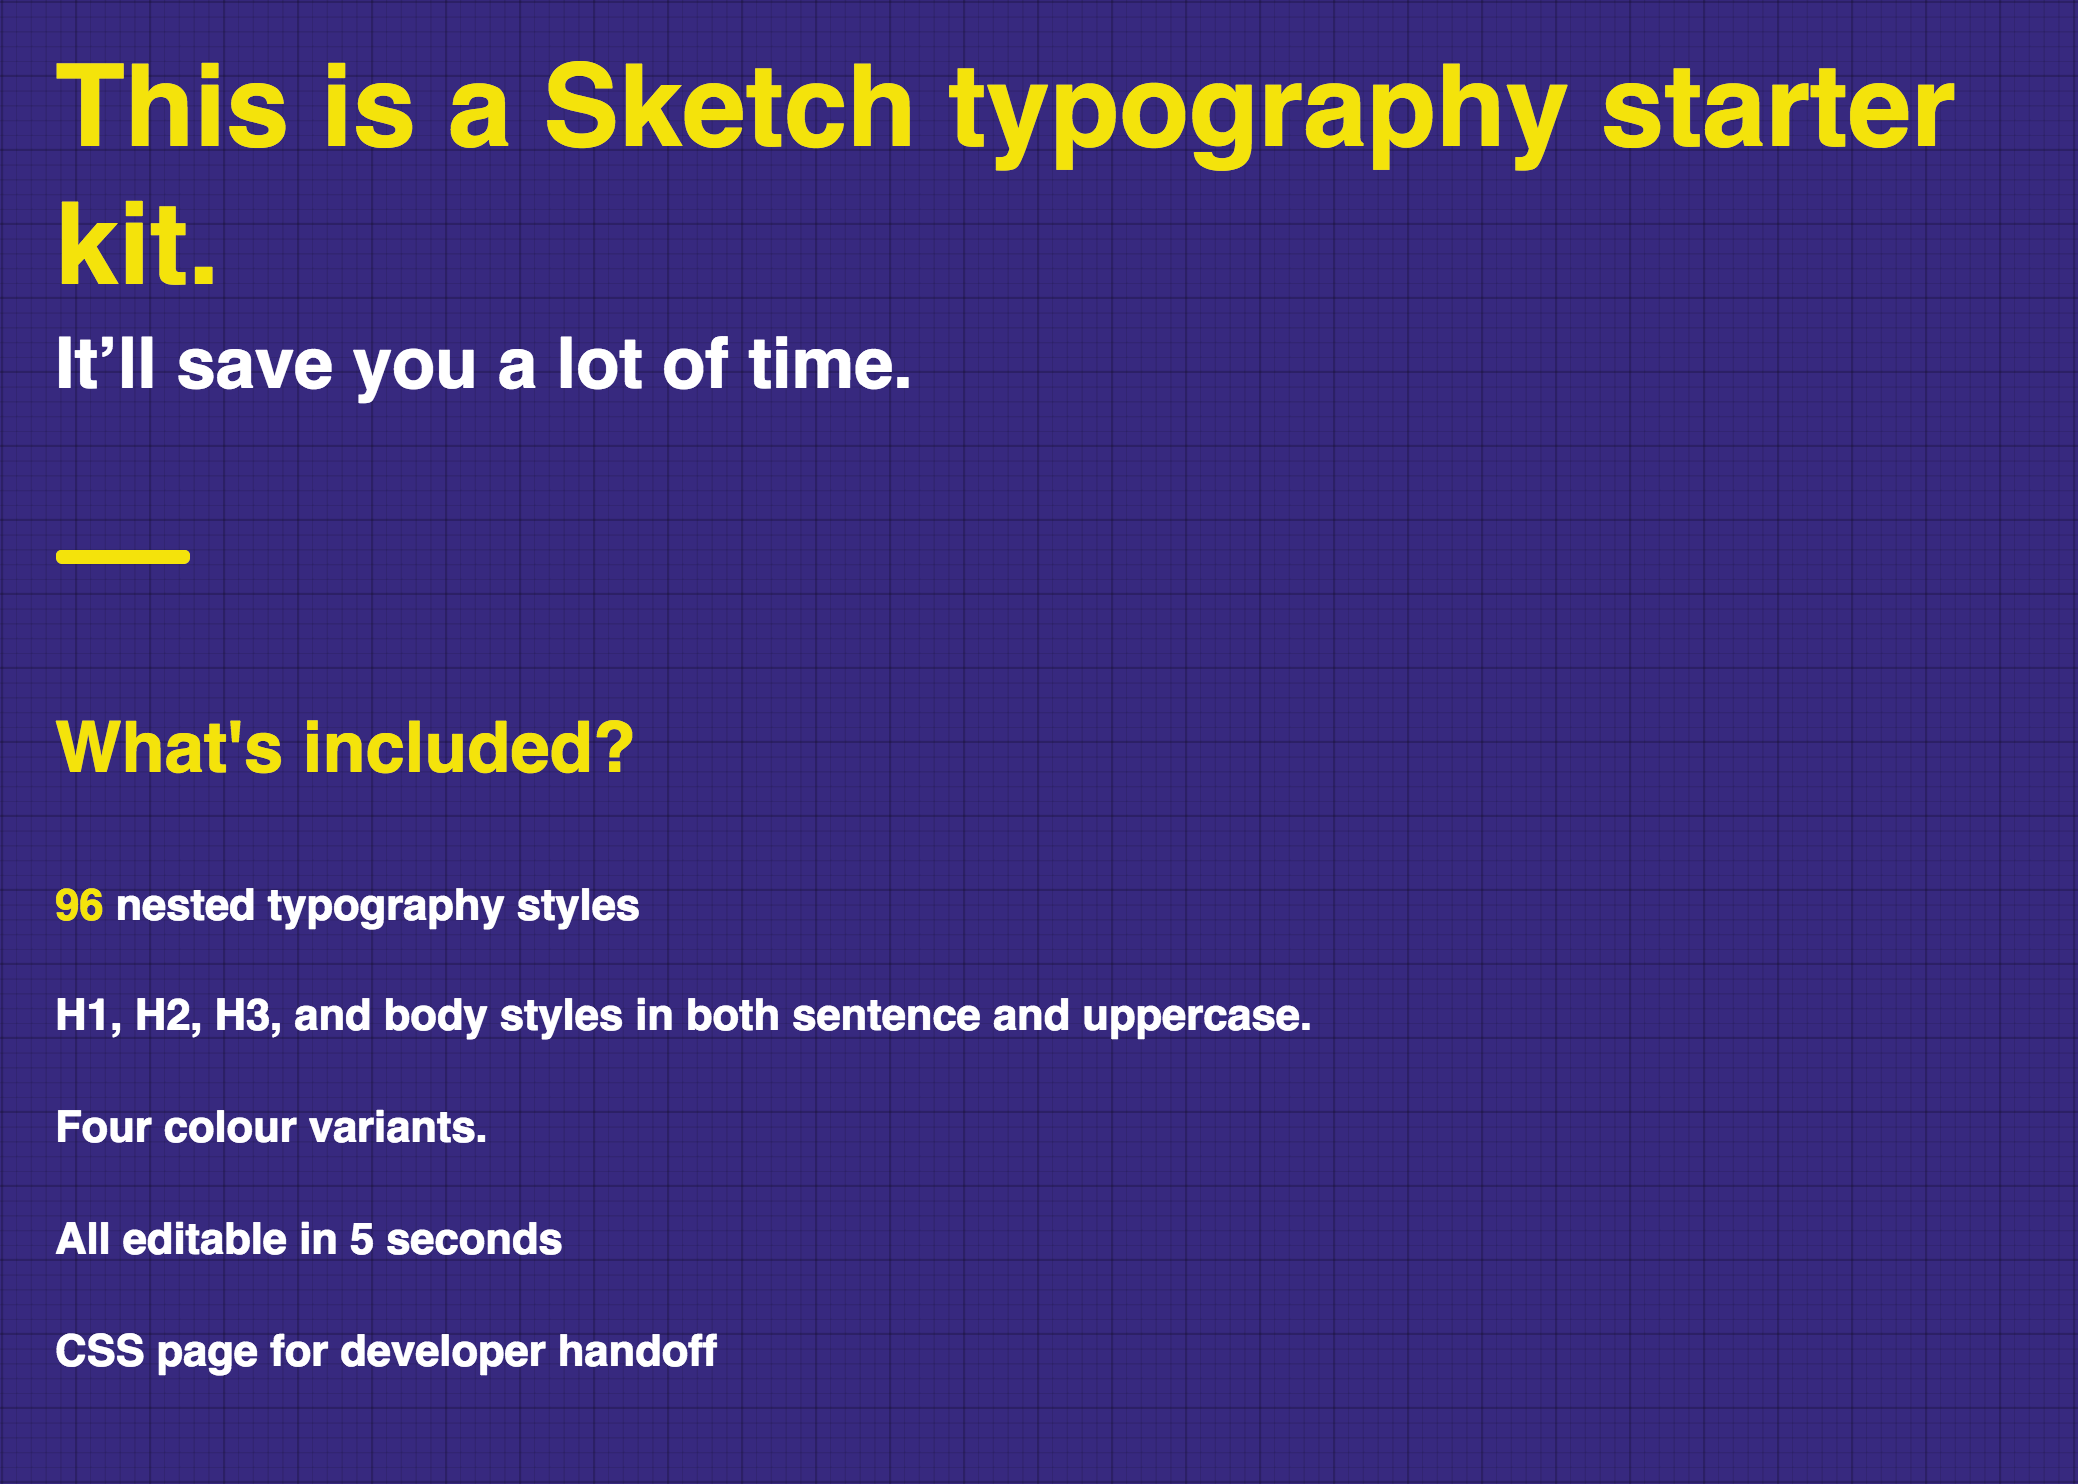 This is a Sketch typography starter
kit.
It’ll save you a lot of time.
What's included?
96 nested typography styles
H1, H2, H3, and body styles in both sentence and uppercase.
Four colour variants.
All editable in 5 seconds
CSS page for developer handoff